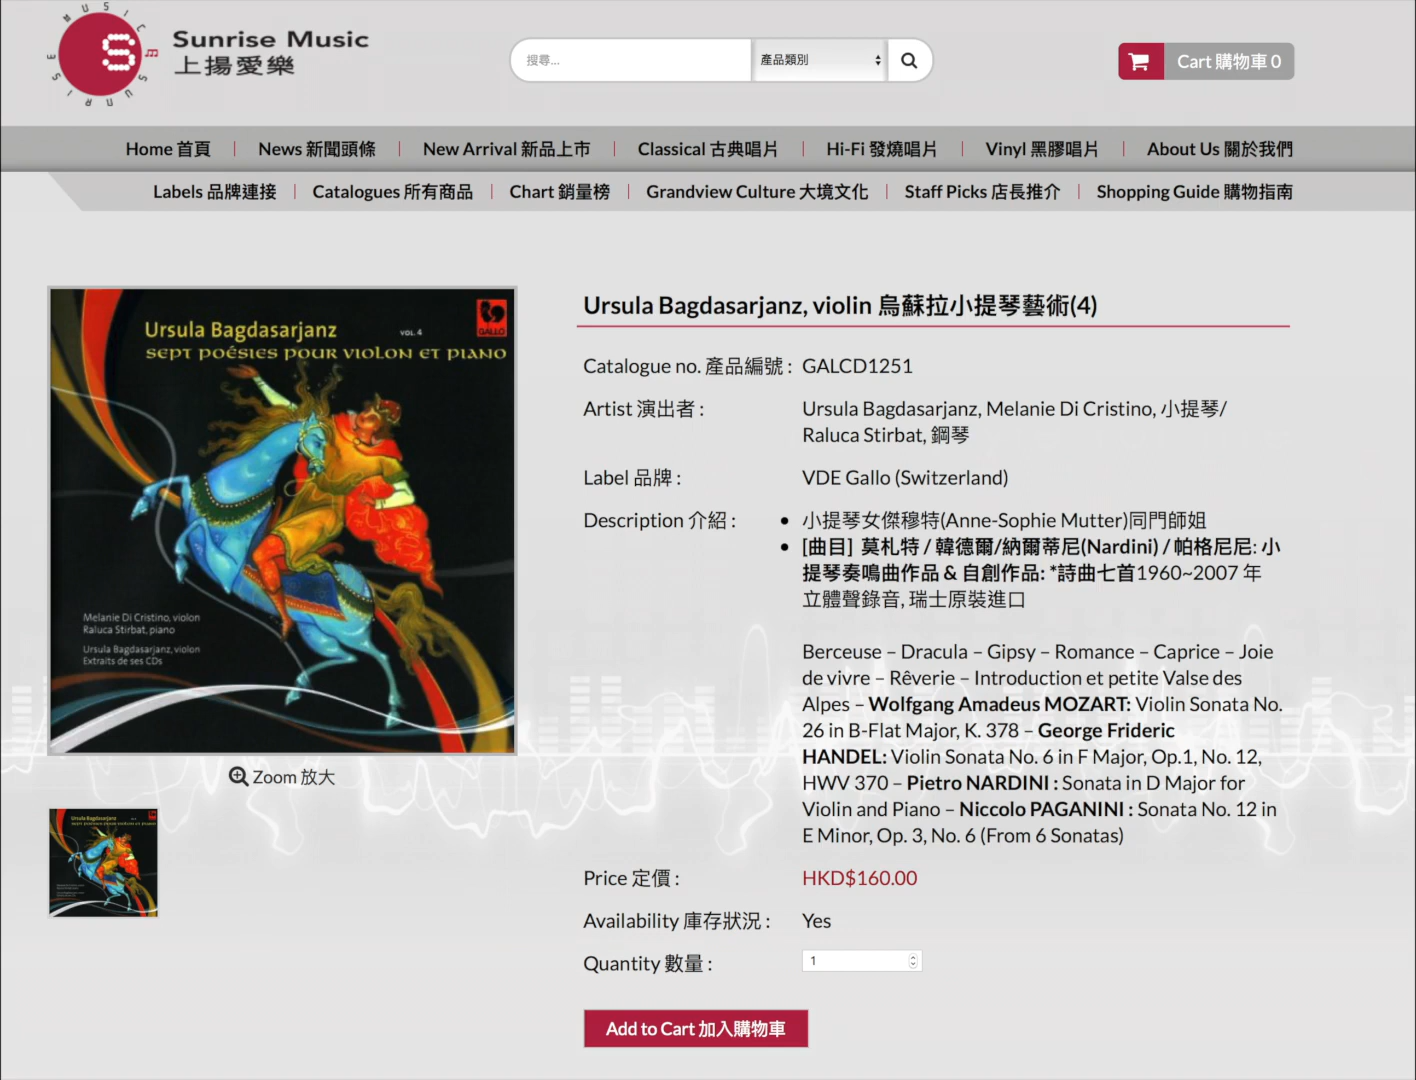 SUNRISE MUSIC
Sunrise Music
上揚愛樂
搜尋...
產品類別
Cart 購物車 0
Home 首頁
News 新聞頭條
New Arrival 新品上市
Classical 古典唱片
Hi-Fi 發燒唱片
Vinyl 黑膠唱片
About Us 關於我們
Labels 品牌連接
Catalogues 所有商品
Chart 銷量榜
Grandview Culture 大境文化
Staff Picks 店長推介
Shopping Guide 購物指南
Ursula Bagdasarjanz
VOL. 4
GALLO
SEPT POÉSIES POUR VIOLON ET PIANO
Melanie Di Cristino, violon
Raluca Stirbat, piano
Ursula Bagdasarjanz, violon
Extraits de ses CDs
Zoom 放大
Ursula Bagdasarjanz, violin 烏蘇拉小提琴藝術(4)
Catalogue no. 產品編號 : GALCD1251
Artist 演出者 : Ursula Bagdasarjanz, Melanie Di Cristino, 小提琴/
Raluca Stirbat, 鋼琴
Label 品牌 : VDE Gallo (Switzerland)
Description 介紹 : • 小提琴女傑穆特(Anne-Sophie Mutter)同門師姐
• [曲目] 莫札特 / 韓德爾/納爾蒂尼(Nardini) / 帕格尼尼: 小
提琴奏鳴曲作品 & 自創作品: *詩曲七首1960~2007 年
立體聲錄音, 瑞士原裝進口
Berceuse – Dracula – Gipsy – Romance – Caprice – Joie
de vivre – Rêverie – Introduction et petite Valse des
Alpes – Wolfgang Amadeus MOZART: Violin Sonata No.
26 in B-Flat Major, K. 378 – George Frideric
HANDEL: Violin Sonata No. 6 in F Major, Op.1, No. 12,
HWV 370 – Pietro NARDINI : Sonata in D Major for
Violin and Piano – Niccolo PAGANINI : Sonata No. 12 in
E Minor, Op. 3, No. 6 (From 6 Sonatas)
Price 定價 : HKD$160.00
Availability 庫存狀況 : Yes
Quantity 數量 : 1
Add to Cart 加入購物車